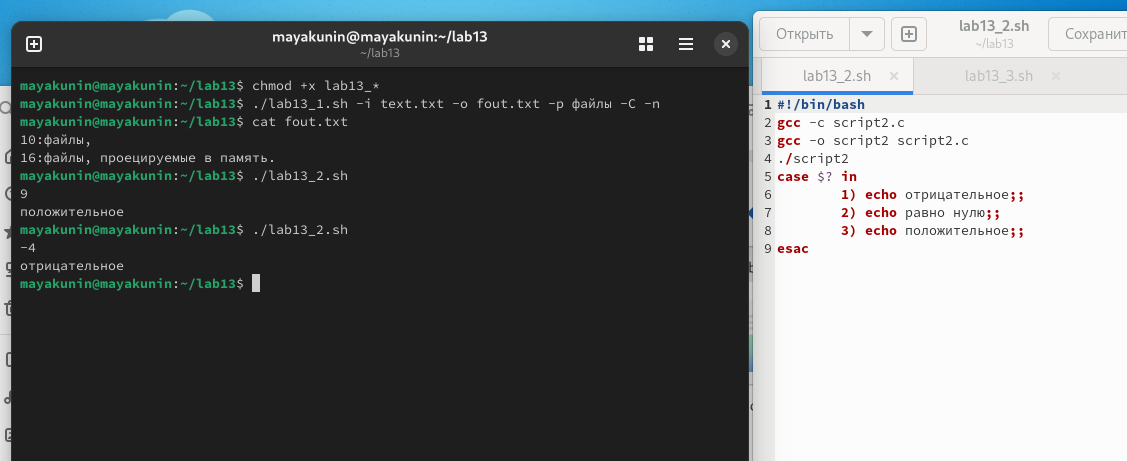 mayakunin@mayakunin:~/lab13
~/lab13
mayakunin@mayakunin:~/lab13$ chmod +x lab13_*
mayakunin@mayakunin:~/lab13$ ./lab13_1.sh -i text.txt -o fout.txt -p файлы -C -n
mayakunin@mayakunin:~/lab13$ cat fout.txt
10:файлы,
16:файлы, проецируемые в память.
mayakunin@mayakunin:~/lab13$ ./lab13_2.sh
9
положительное
mayakunin@mayakunin:~/lab13$ ./lab13_2.sh
-4
отрицательное
mayakunin@mayakunin:~/lab13$
Открыть
lab13_2.sh
~/lab13
Сохранит
lab13_2.sh
lab13_3.sh
1 #!/bin/bash
2 gcc -c script2.c
3 gcc -o script2 script2.c
4 ./script2
5 case $? in
6 1) echo отрицательное;;
7 2) echo равно нулю;;
8 3) echo положительное;;
9 esac